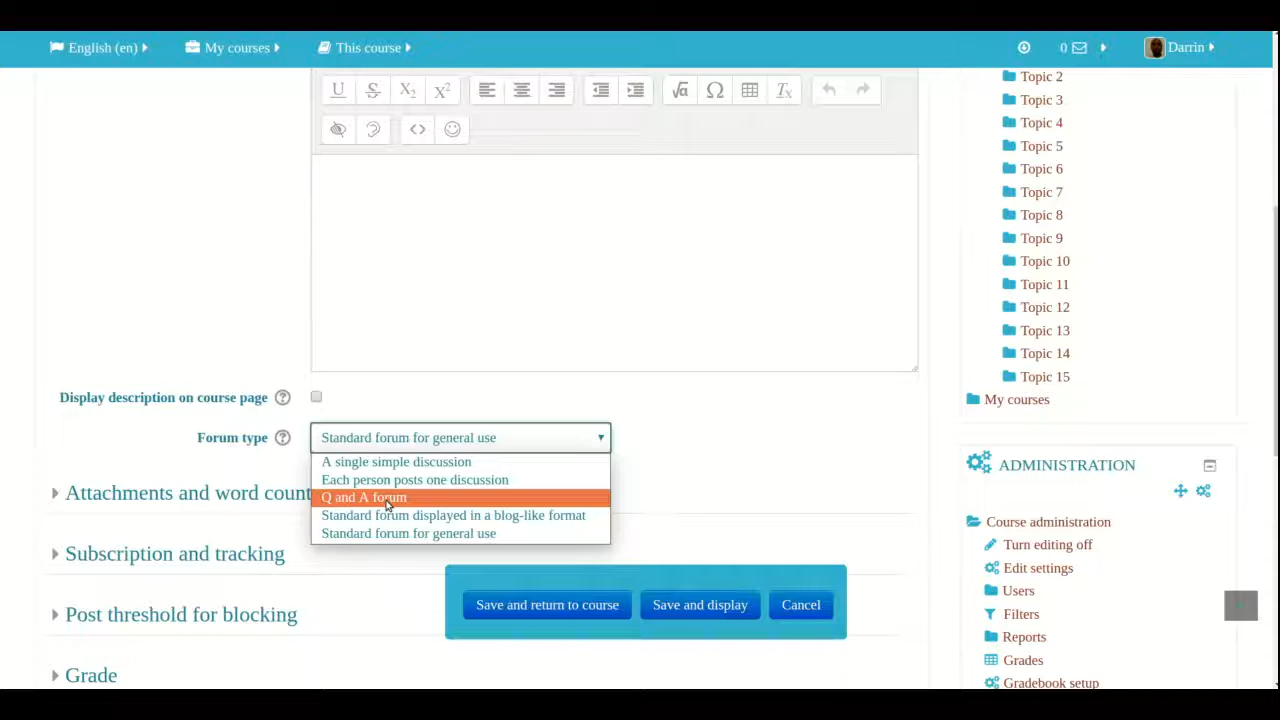 English (en) My courses This course 0 Darrin
U S X2 X2 √α Ω Tx
<>
Display description on course page ?
Forum type ? Standard forum for general use
A single simple discussion
Each person posts one discussion
Q and A forum
Standard forum displayed in a blog-like format
Standard forum for general use
Attachments and word count
Subscription and tracking
Post threshold for blocking
Grade
Save and return to course Save and display Cancel
Topic 2
Topic 3
Topic 4
Topic 5
Topic 6
Topic 7
Topic 8
Topic 9
Topic 10
Topic 11
Topic 12
Topic 13
Topic 14
Topic 15
My courses
ADMINISTRATION
Course administration
Turn editing off
Edit settings
Users
Filters
Reports
Grades
Gradebook setup